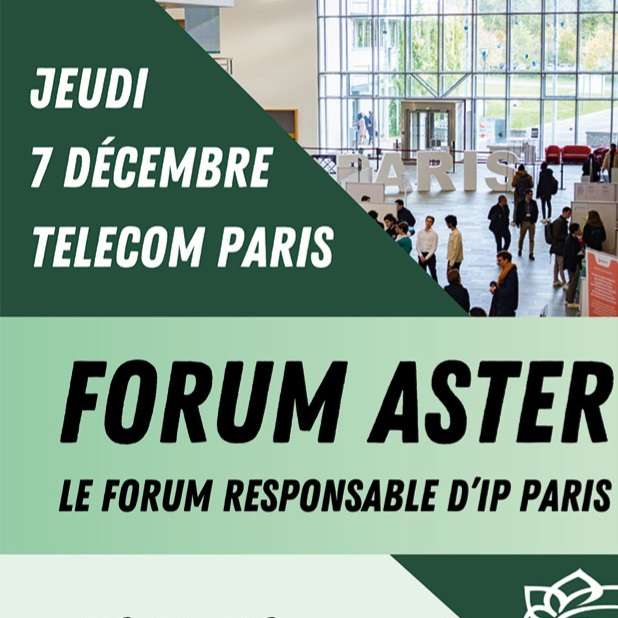 JEUDI
7 DÉCEMBRE
TELECOM PARIS
PARIS
FORUM ASTER
LE FORUM RESPONSABLE D'IP PARIS